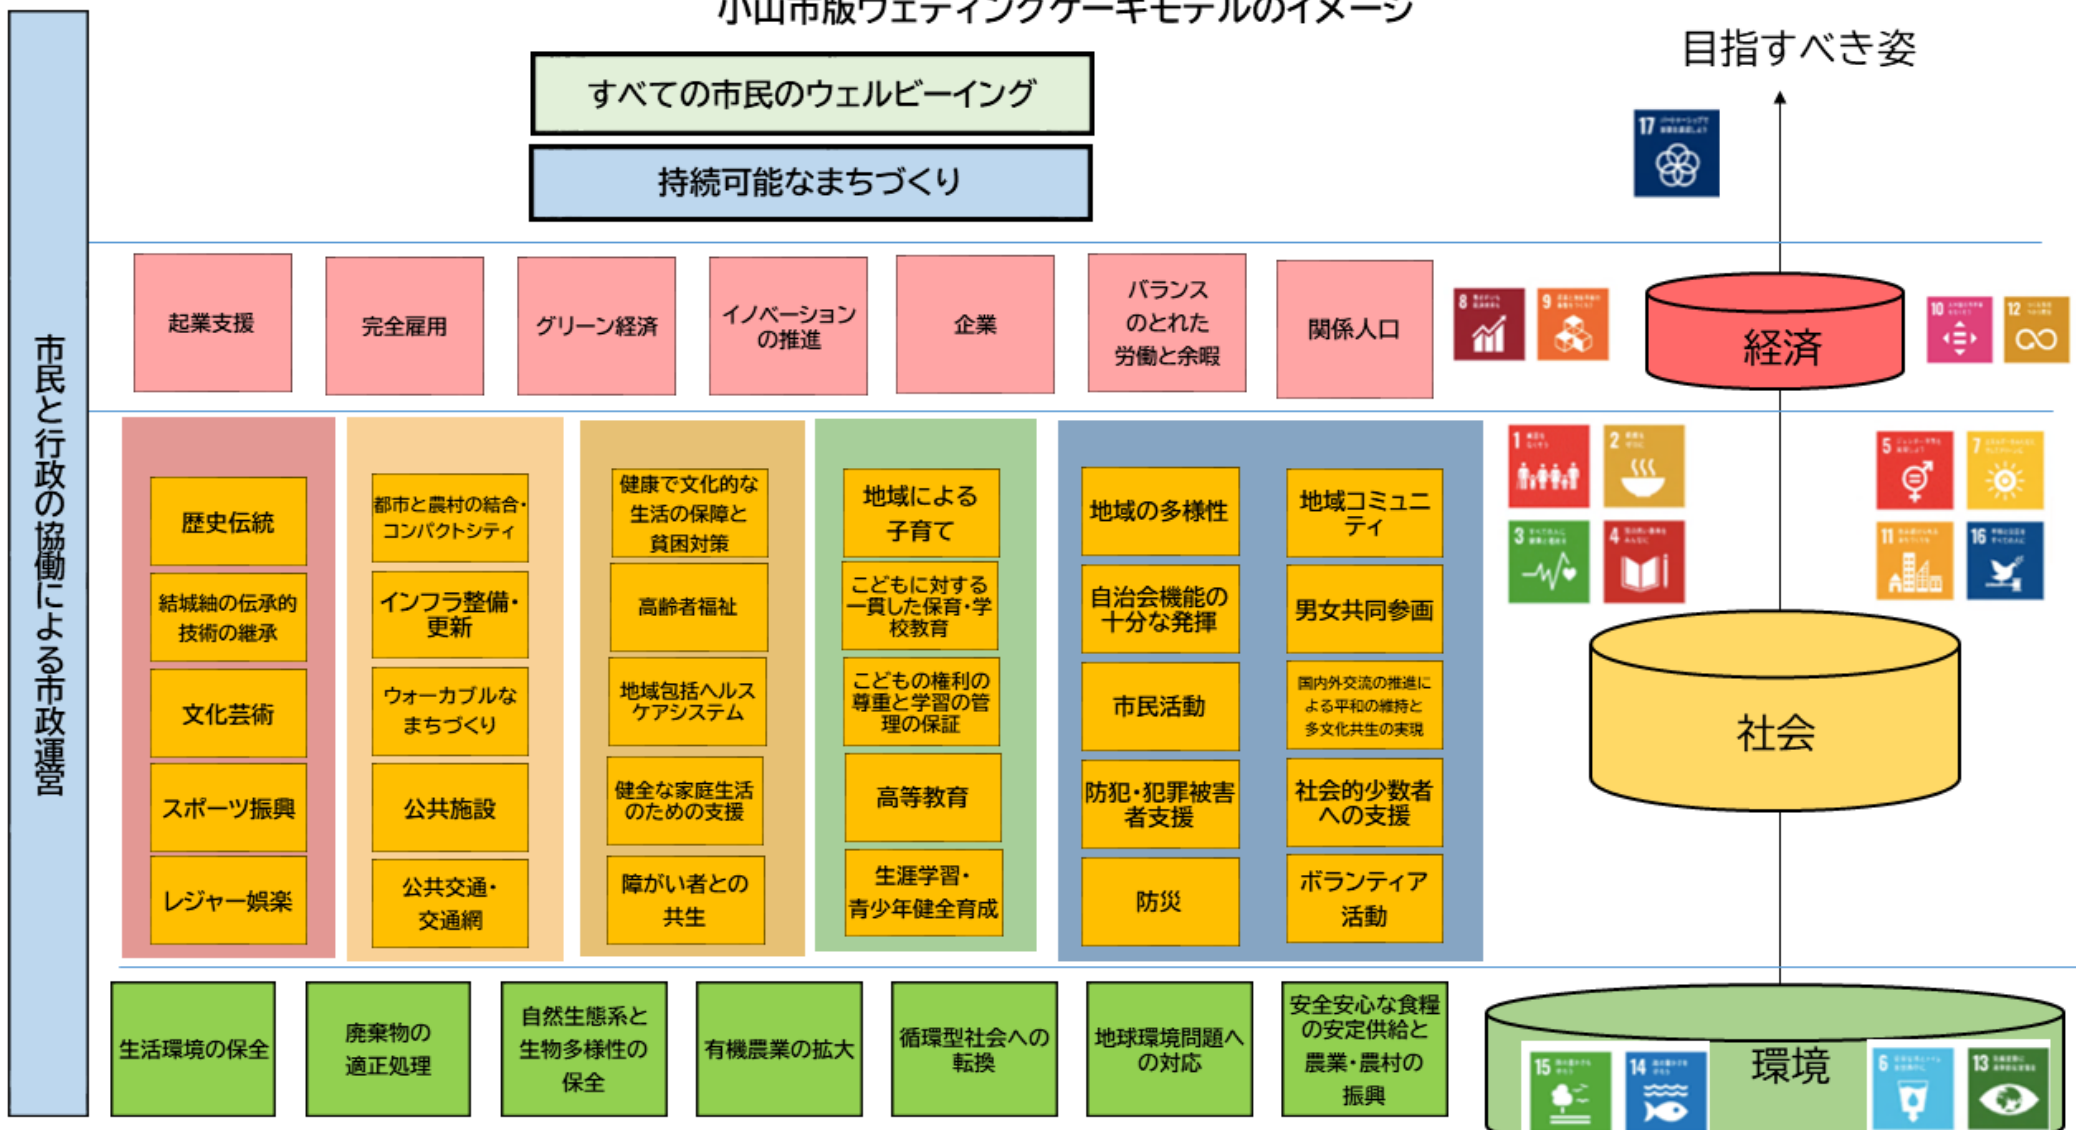 小山市版ウェディングケーキモデルのイメージ
目指すべき姿
すべての市民のウェルビーイング
持続可能なまちづくり
17
市民と行政の協働による市政運営
起業支援
完全雇用
グリーン経済
イノベーション
の推進
企業
バランス
のとれた
労働と余暇
関係人口
8
9
経済
10
12
歴史伝統
結城紬の伝承的
技術の継承
文化芸術
スポーツ振興
レジャー娯楽
都市と農村の結合・
コンパクトシティ
インフラ整備・
更新
ウォーカブルな
まちづくり
公共施設
公共交通・
交通網
健康で文化的な
生活の保障と
貧困対策
高齢者福祉
地域包括ヘルス
ケアシステム
健全な家庭生活
のための支援
障がい者との
共生
地域による
子育て
こどもに対する
一貫した保育・学
校教育
こどもの権利の
尊重と学習の管
理の保証
高等教育
生涯学習・
青少年健全育成
地域の多様性
自治会機能の
十分な発揮
市民活動
防犯・犯罪被害
者支援
防災
地域コミュニ
ティ
男女共同参画
国内外交流の推進に
よる平和の維持と
多文化共生の実現
社会的少数者
への支援
ボランティア
活動
1
2
3
4
5
7
11
16
社会
生活環境の保全
廃棄物の
適正処理
自然生態系と
生物多様性の
保全
有機農業の拡大
循環型社会への
転換
地球環境問題へ
の対応
安全安心な食糧
の安定供給と
農業・農村の
振興
15
14
環境
6
13